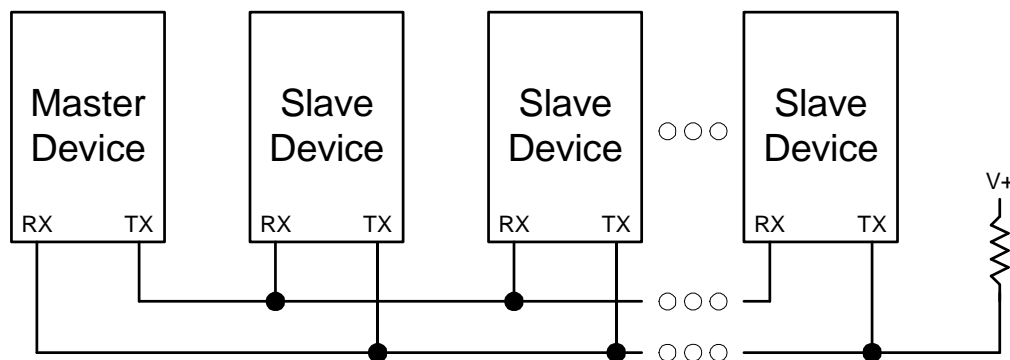 Master
Device
Slave
Device
Slave
Device
Slave
Device
RX TX
RX TX
RX TX
RX TX
V+